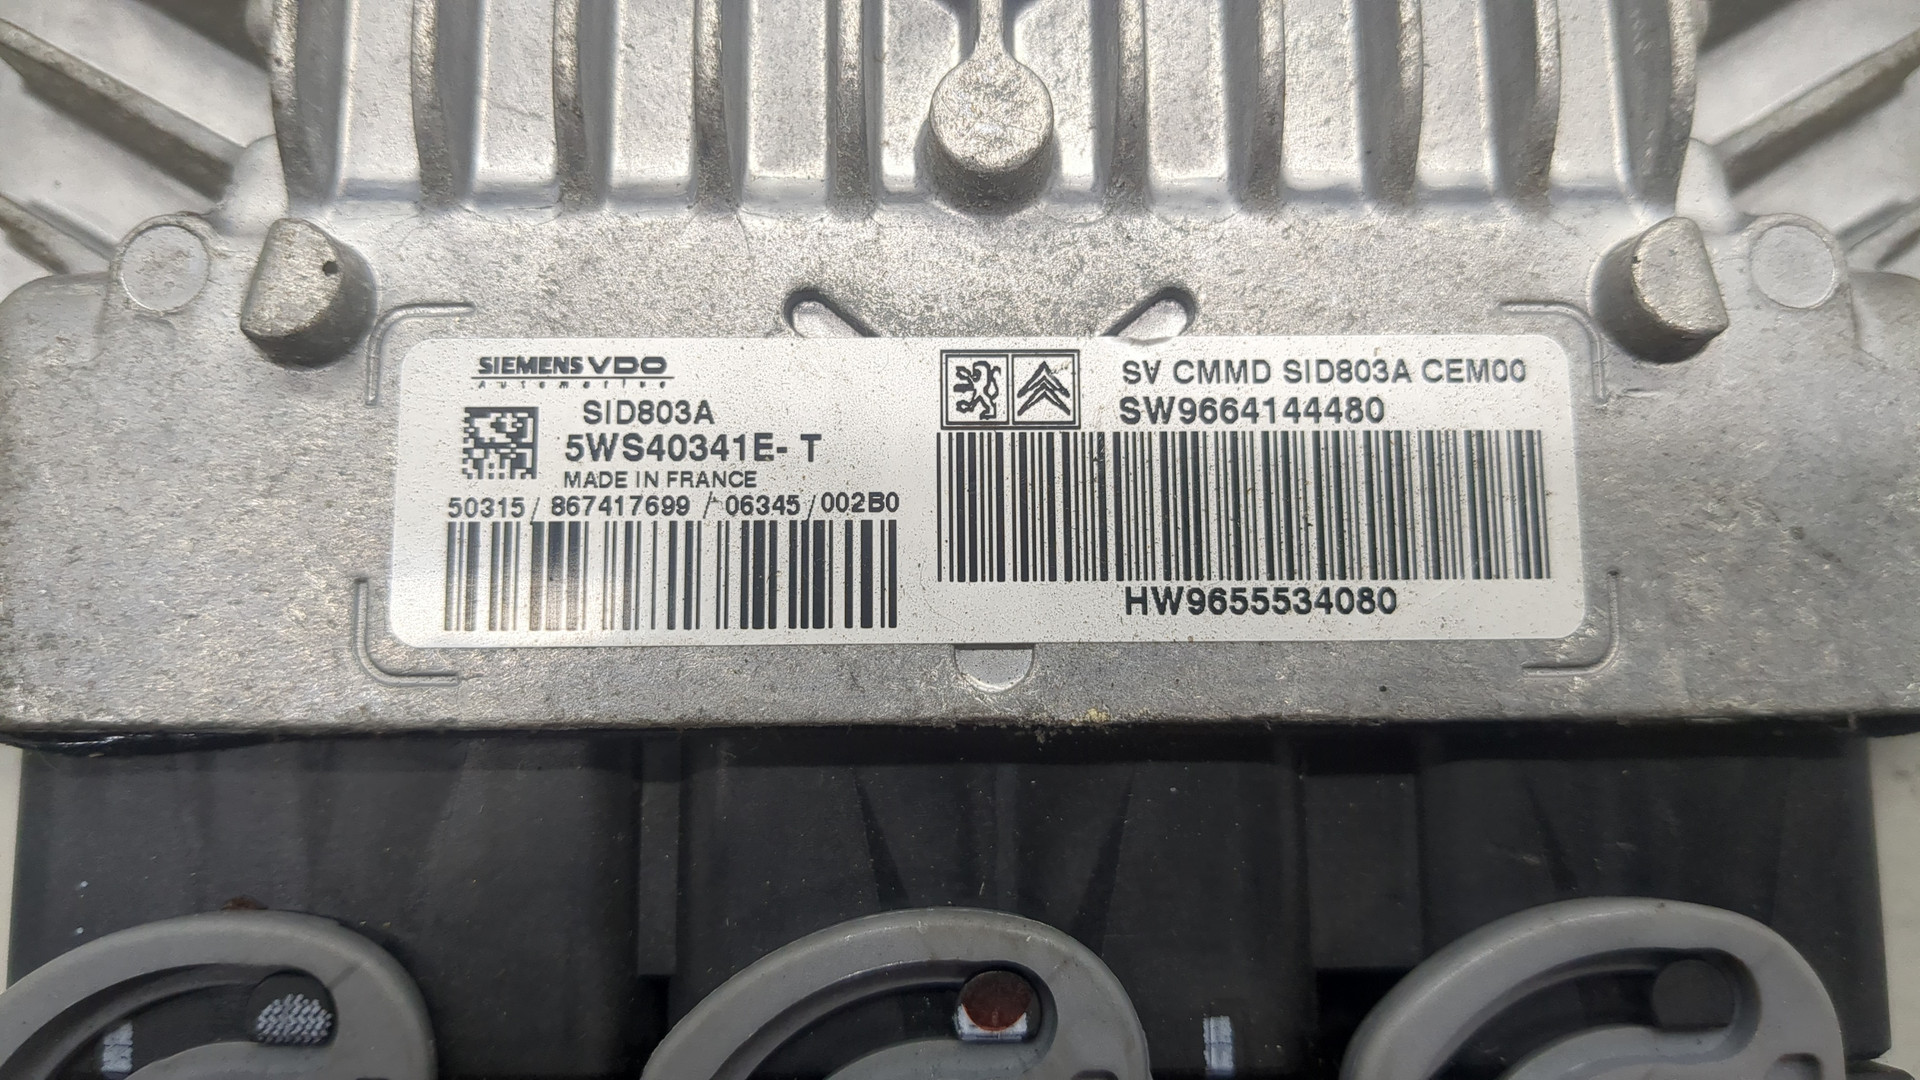 SIEMENS VDO
Automotive
SID803A
5WS40341E- T
MADE IN FRANCE
50315 / 867417699 / 06345 / 002B0
SV CMMD SID803A CEM00
SW9664144480
HW9655534080